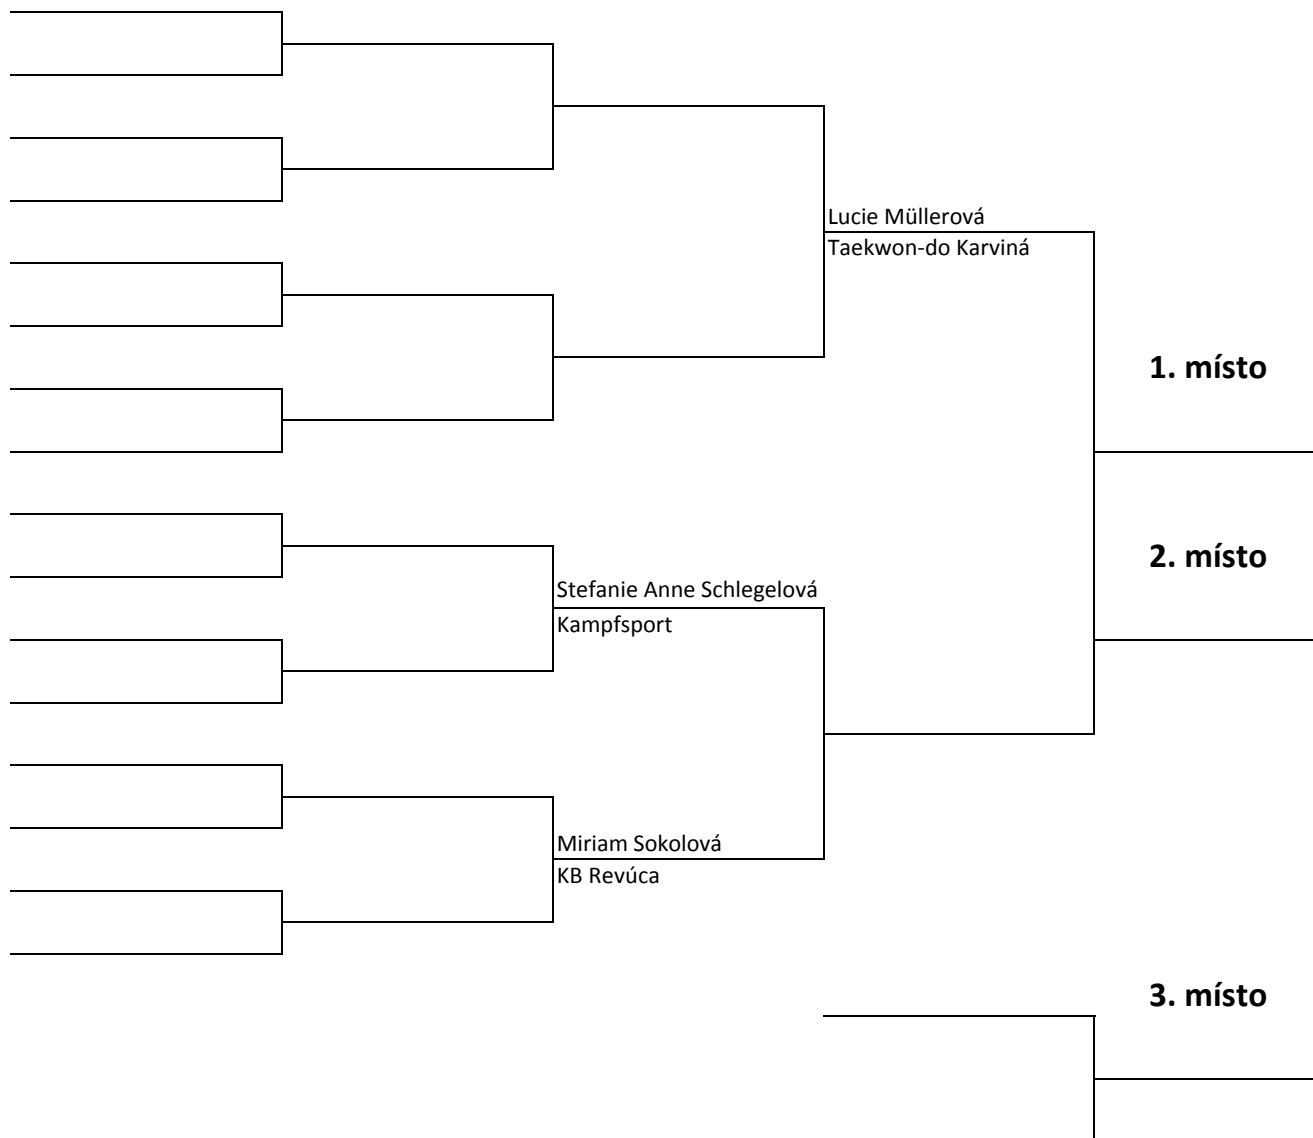 Lucie Müllerová
Taekwon-do Karviná
1. místo
2. místo
Stefanie Anne Schlegelová
Kampfsport
Miriam Sokolová
KB Revúca
3. místo